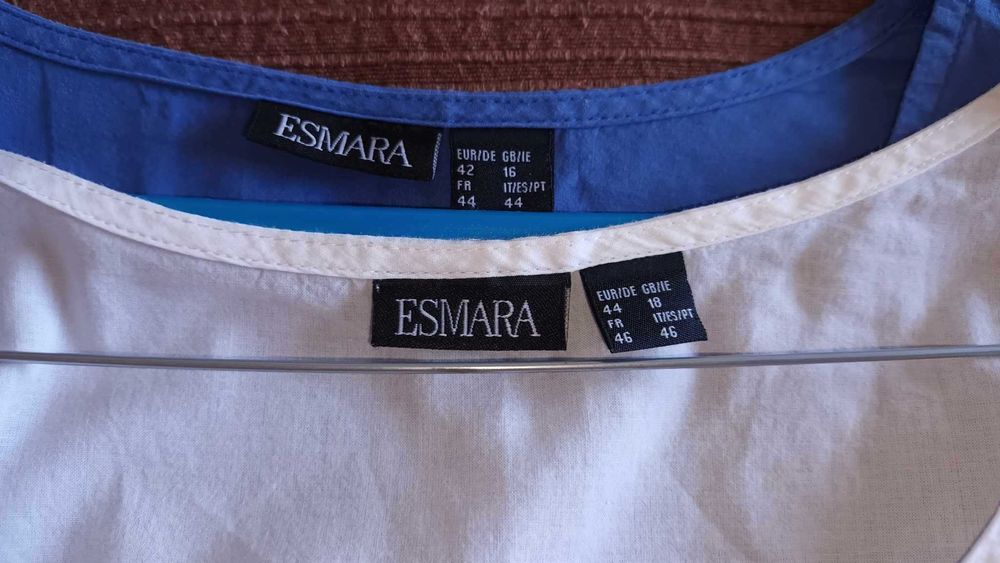 ESMARA
EUR/DE GB/IE
42 16
FR IT/ES/PT
44 44
ESMARA
EUR/DE GB/IE
44 18
FR IT/ES/PT
46 46